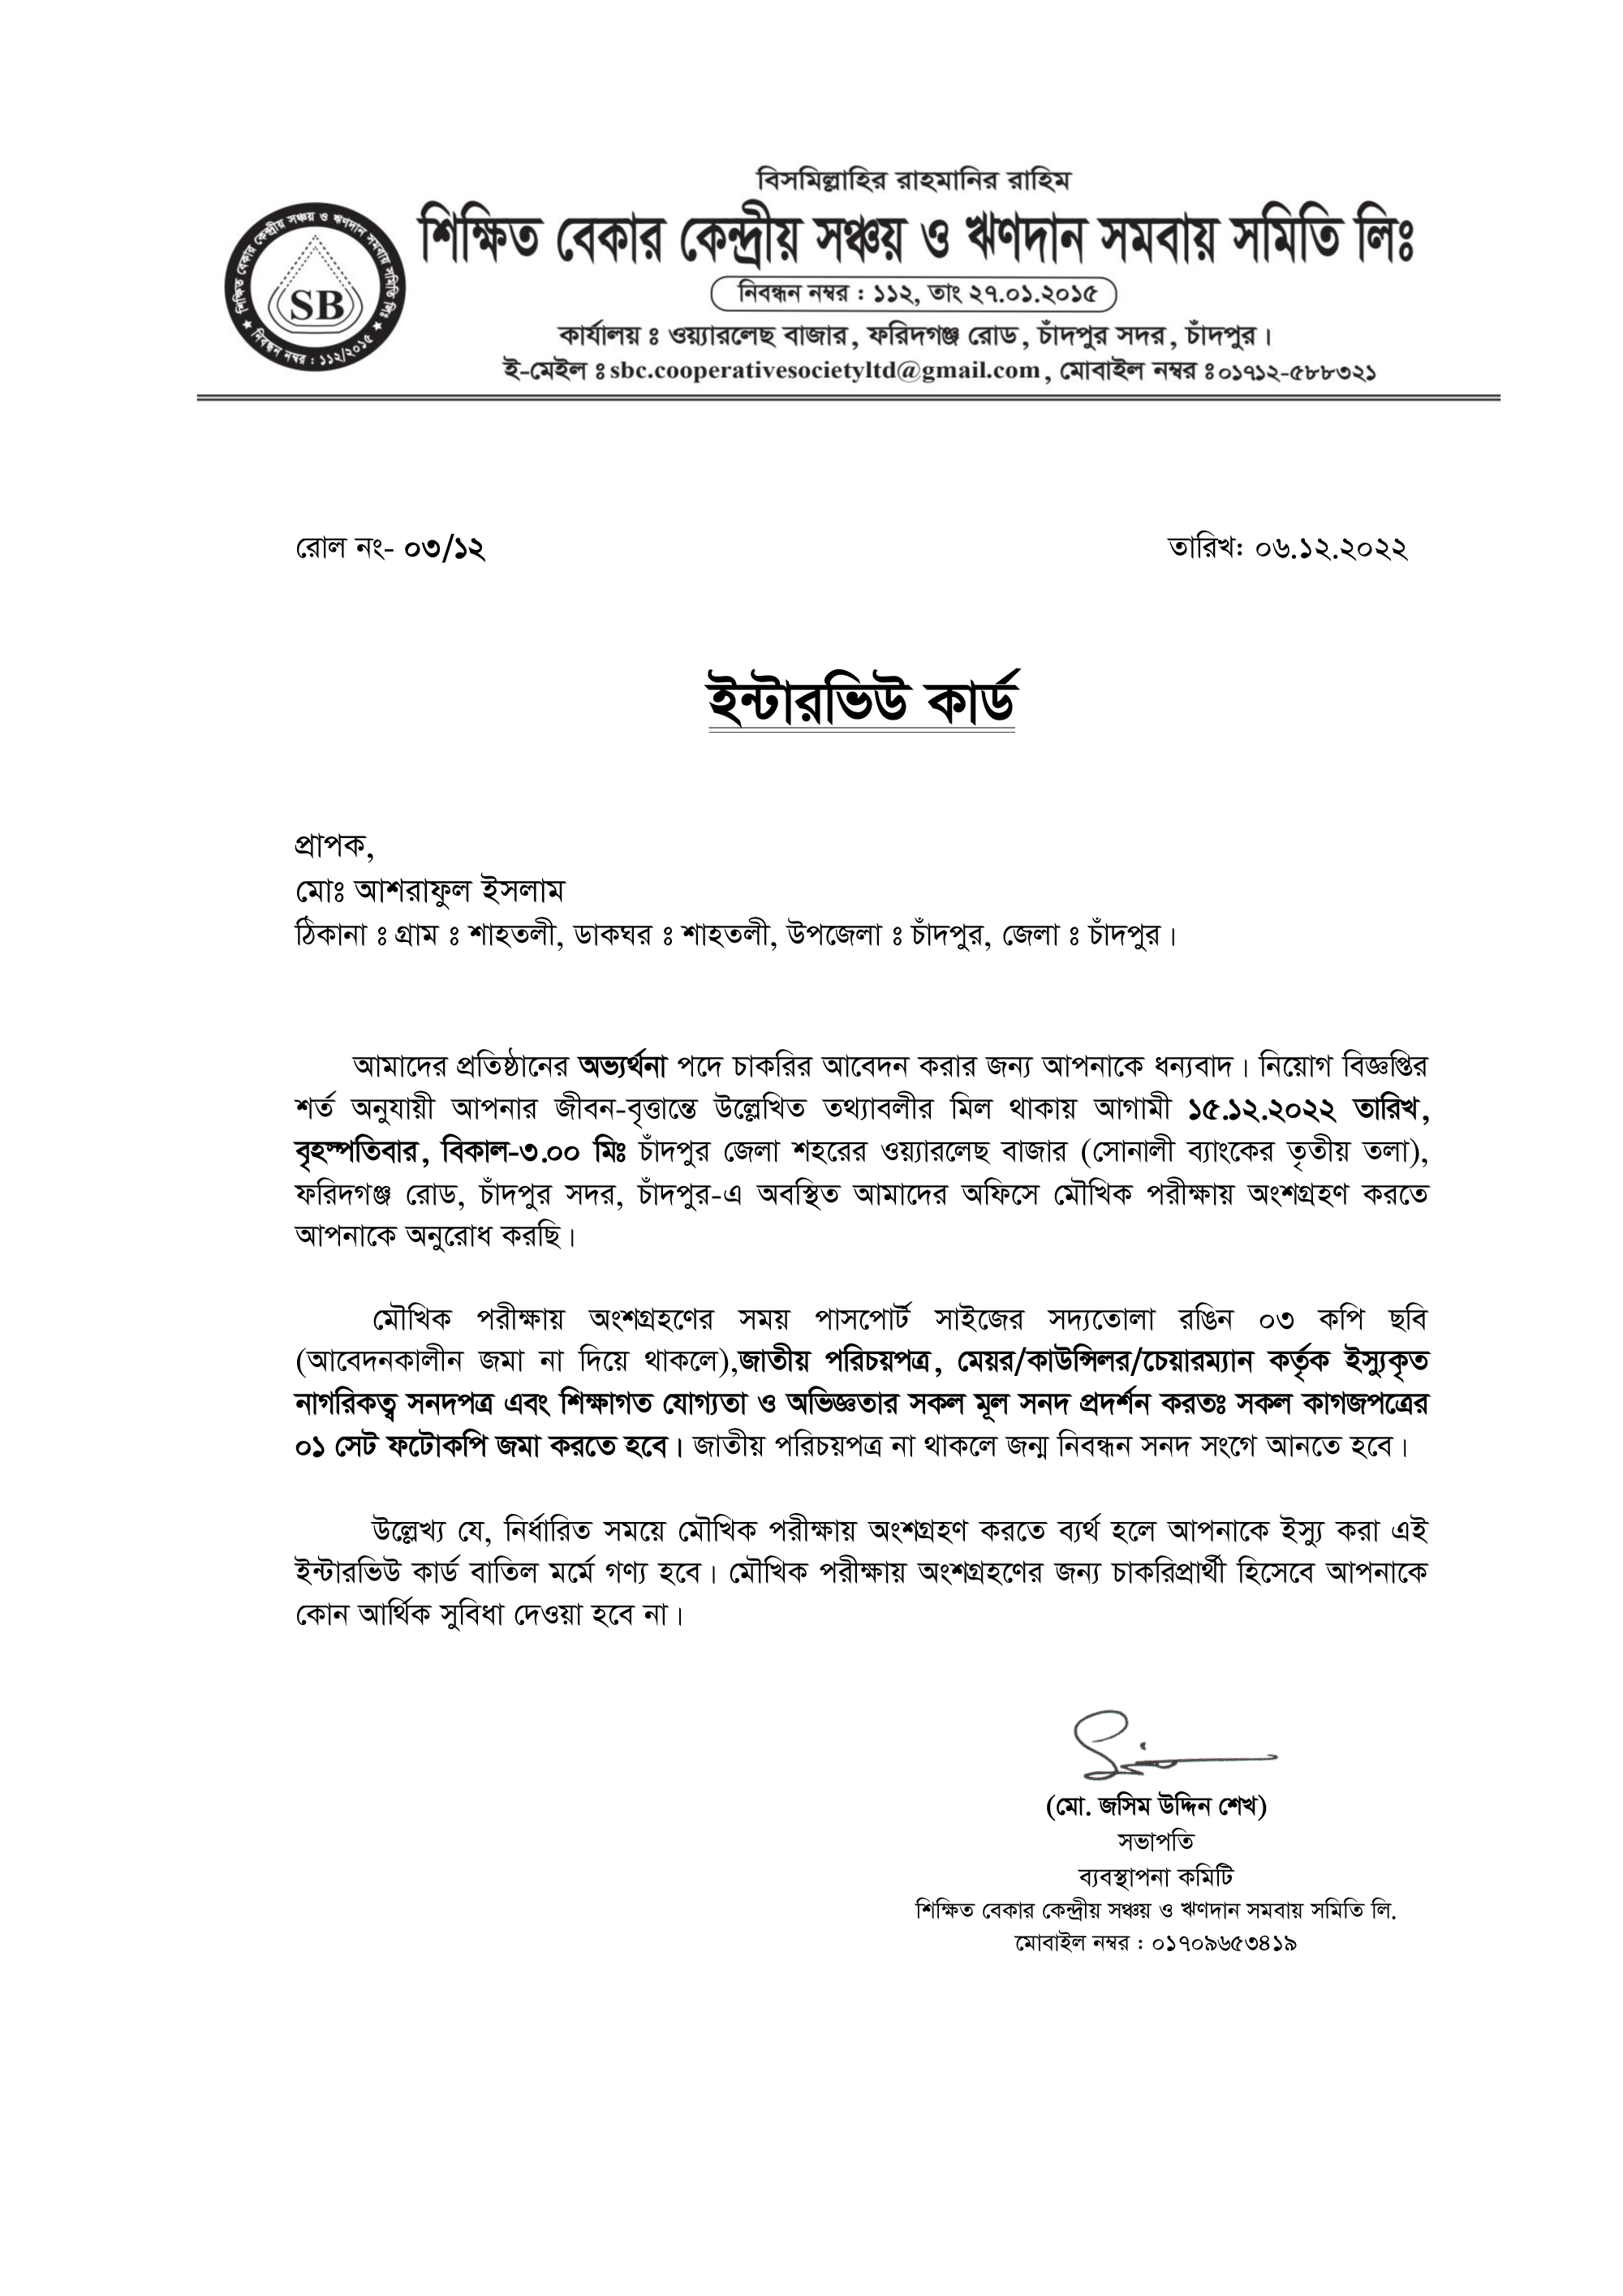 বিসমিল্লাহির রাহমানির রাহিম
শিক্ষিত বেকার কেন্দ্রীয় সঞ্চয় ও ঋণদান সমবায় সমিতি লিঃ
শিক্ষিত বেকার কেন্দ্রীয় সঞ্চয় ও ঋণদান সমবায় সমিতি লিঃ
SB
নিবন্ধন নম্বর : ১১২/২০১৫
নিবন্ধন নম্বর : ১১২, তাং ২৭.০১.২০১৫
কার্যালয় ঃ ওয়্যারলেছ বাজার, ফরিদগঞ্জ রোড, চাঁদপুর সদর, চাঁদপুর।
ই-মেইল ঃ sbc.cooperativesocietyltd@gmail.com, মোবাইল নম্বর ঃ ০১৭১২-৫৮৮৩২১
রোল নং- ০৩/১২ তারিখ: ০৬.১২.২০২২
ইন্টারভিউ কার্ড
প্রাপক,
মোঃ আশরাফুল ইসলাম
ঠিকানা ঃ গ্রাম ঃ শাহতলী, ডাকঘর ঃ শাহতলী, উপজেলা ঃ চাঁদপুর, জেলা ঃ চাঁদপুর।
আমাদের প্রতিষ্ঠানের অভ্যর্থনা পদে চাকরির আবেদন করার জন্য আপনাকে ধন্যবাদ। নিয়োগ বিজ্ঞপ্তির
শর্ত অনুযায়ী আপনার জীবন-বৃত্তান্তে উল্লেখিত তথ্যাবলীর মিল থাকায় আগামী ১৫.১২.২০২২ তারিখ,
বৃহস্পতিবার, বিকাল-৩.০০ মিঃ চাঁদপুর জেলা শহরের ওয়্যারলেছ বাজার (সোনালী ব্যাংকের তৃতীয় তলা),
ফরিদগঞ্জ রোড, চাঁদপুর সদর, চাঁদপুর-এ অবস্থিত আমাদের অফিসে মৌখিক পরীক্ষায় অংশগ্রহণ করতে
আপনাকে অনুরোধ করছি।
মৌখিক পরীক্ষায় অংশগ্রহণের সময় পাসপোর্ট সাইজের সদ্যতোলা রঙিন ০৩ কপি ছবি
(আবেদনকালীন জমা না দিয়ে থাকলে),জাতীয় পরিচয়পত্র, মেয়র/কাউন্সিলর/চেয়ারম্যান কর্তৃক ইস্যুকৃত
নাগরিকত্ব সনদপত্র এবং শিক্ষাগত যোগ্যতা ও অভিজ্ঞতার সকল মূল সনদ প্রদর্শন করতঃ সকল কাগজপত্রের
০১ সেট ফটোকপি জমা করতে হবে। জাতীয় পরিচয়পত্র না থাকলে জন্ম নিবন্ধন সনদ সংগে আনতে হবে।
উল্লেখ্য যে, নির্ধারিত সময়ে মৌখিক পরীক্ষায় অংশগ্রহণ করতে ব্যর্থ হলে আপনাকে ইস্যু করা এই
ইন্টারভিউ কার্ড বাতিল মর্মে গণ্য হবে। মৌখিক পরীক্ষায় অংশগ্রহণের জন্য চাকরিপ্রার্থী হিসেবে আপনাকে
কোন আর্থিক সুবিধা দেওয়া হবে না।
(মো. জসিম উদ্দিন শেখ)
সভাপতি
ব্যবস্থাপনা কমিটি
শিক্ষিত বেকার কেন্দ্রীয় সঞ্চয় ও ঋণদান সমবায় সমিতি লি.
মোবাইল নম্বর : ০১৭০৯৬৫৩৪১৯